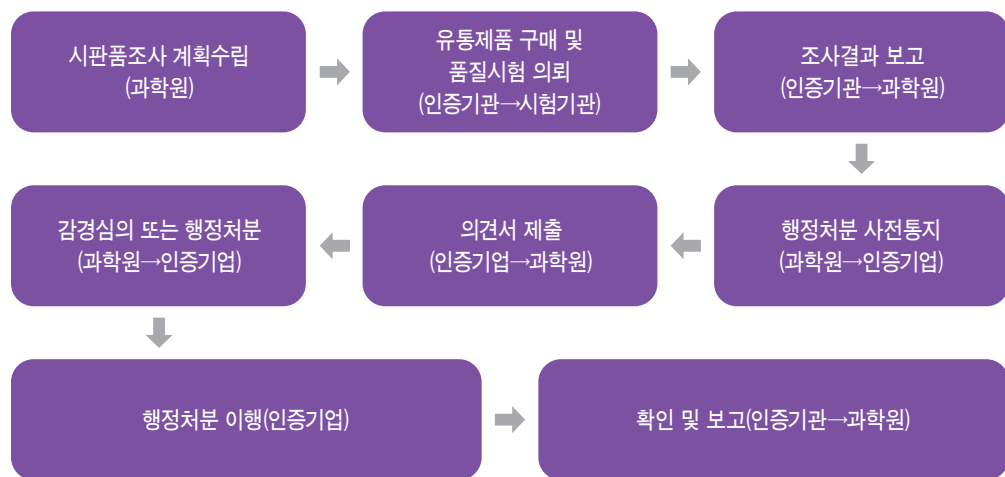 시판품조사 계획수립
(과학원)
유통제품 구매 및
품질시험 의뢰
(인증기관→시험기관)
조사결과 보고
(인증기관→과학원)
행정처분 사전통지
(과학원→인증기업)
의견서 제출
(인증기업→과학원)
감경심의 또는 행정처분
(과학원→인증기업)
행정처분 이행(인증기업)
확인 및 보고(인증기관→과학원)